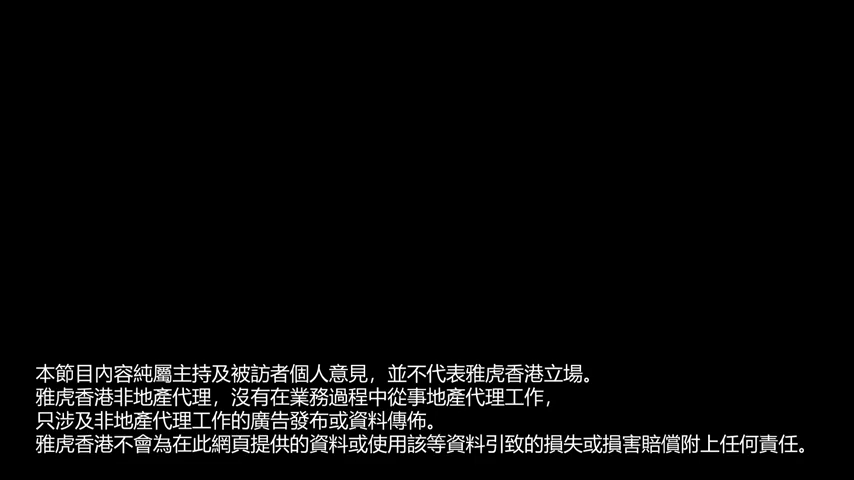 本節目內容純屬主持及被訪者個人意見，並不代表雅虎香港立場。
雅虎香港非地產代理，沒有在業務過程中從事地產代理工作，
只涉及非地產代理工作的廣告發布或資料傳佈。
雅虎香港不會為在此網頁提供的資料或使用該等資料引致的損失或損害賠償附上任何責任。